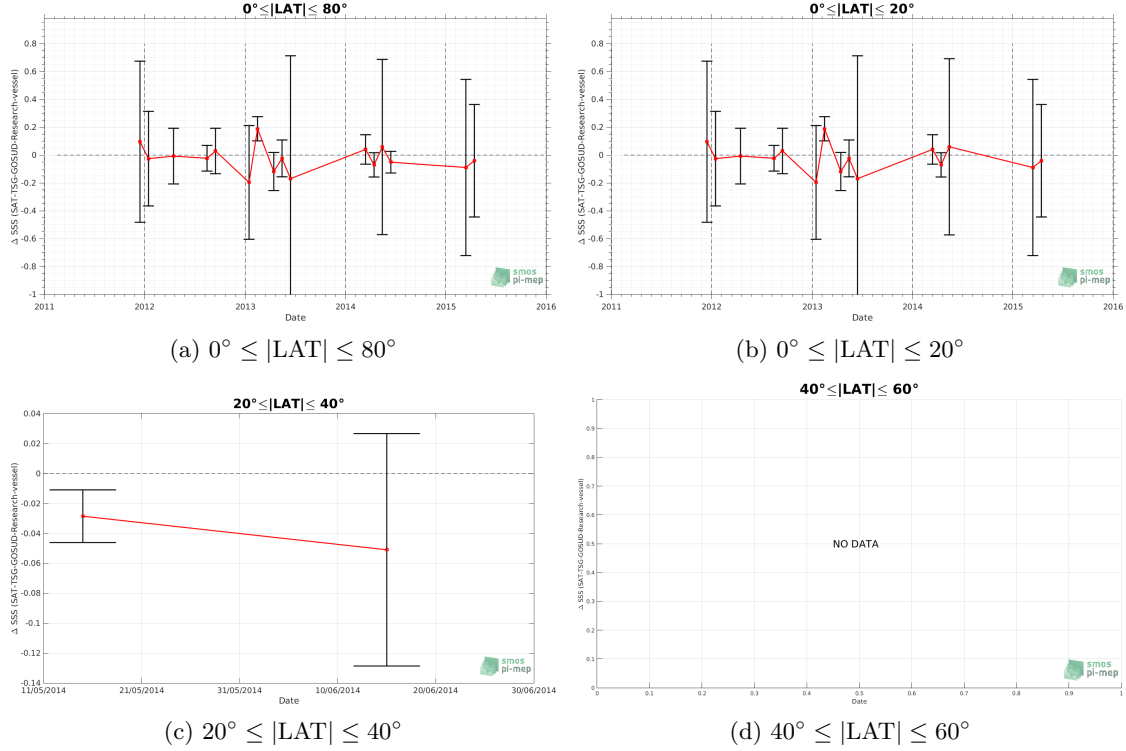 0°≤|LAT|≤ 80°
Δ SSS (SAT-TSG-GOSUD-Research-vessel)
0.8
0.6
0.4
0.2
0
-0.2
-0.4
-0.6
-0.8
-1
2011 2012 2013 2014 2015 2016
Date
smos
pi-mep
(a) 0° ≤ |LAT| ≤ 80°
0°≤|LAT|≤ 20°
Δ SSS (SAT-TSG-GOSUD-Research-vessel)
0.8
0.6
0.4
0.2
0
-0.2
-0.4
-0.6
-0.8
-1
2011 2012 2013 2014 2015 2016
Date
smos
pi-mep
(b) 0° ≤ |LAT| ≤ 20°
20°≤|LAT|≤ 40°
Δ SSS (SAT-TSG-GOSUD-Research-vessel)
0.04
0.02
0
-0.02
-0.04
-0.06
-0.08
-0.1
-0.12
-0.14
11/05/2014 21/05/2014 31/05/2014 10/06/2014 20/06/2014 30/06/2014
Date
smos
pi-mep
(c) 20° ≤ |LAT| ≤ 40°
40°≤|LAT|≤ 60°
Δ SSS (SAT-TSG-GOSUD-Research-vessel)
1
0.9
0.8
0.7
0.6
0.5
0.4
0.3
0.2
0.1
0
NO DATA
0 0.1 0.2 0.3 0.4 0.5 0.6 0.7 0.8 0.9 1
Date
smos
pi-mep
(d) 40° ≤ |LAT| ≤ 60°